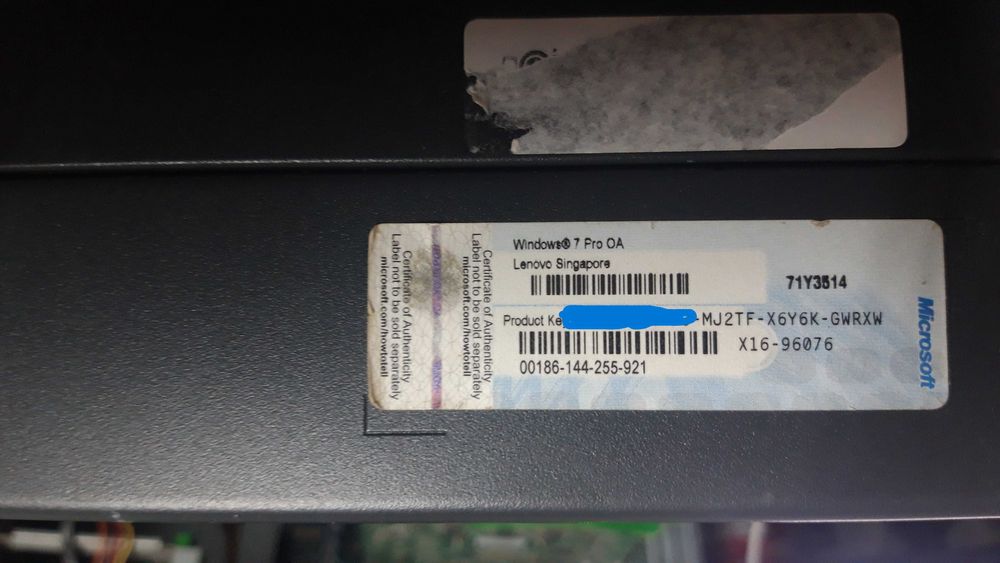 Windows® 7 Pro OA
Lenovo Singapore
71Y3514
Product Ke -MJ2TF-X6Y6K-GWRXW
X16-96076
00186-144-255-921
Microsoft
Certificate of Authenticity
Label not to be sold separately
microsoft.com/howtotell
Certificate of Authenticity
Label not to be sold separately
microsoft.com/howtotell